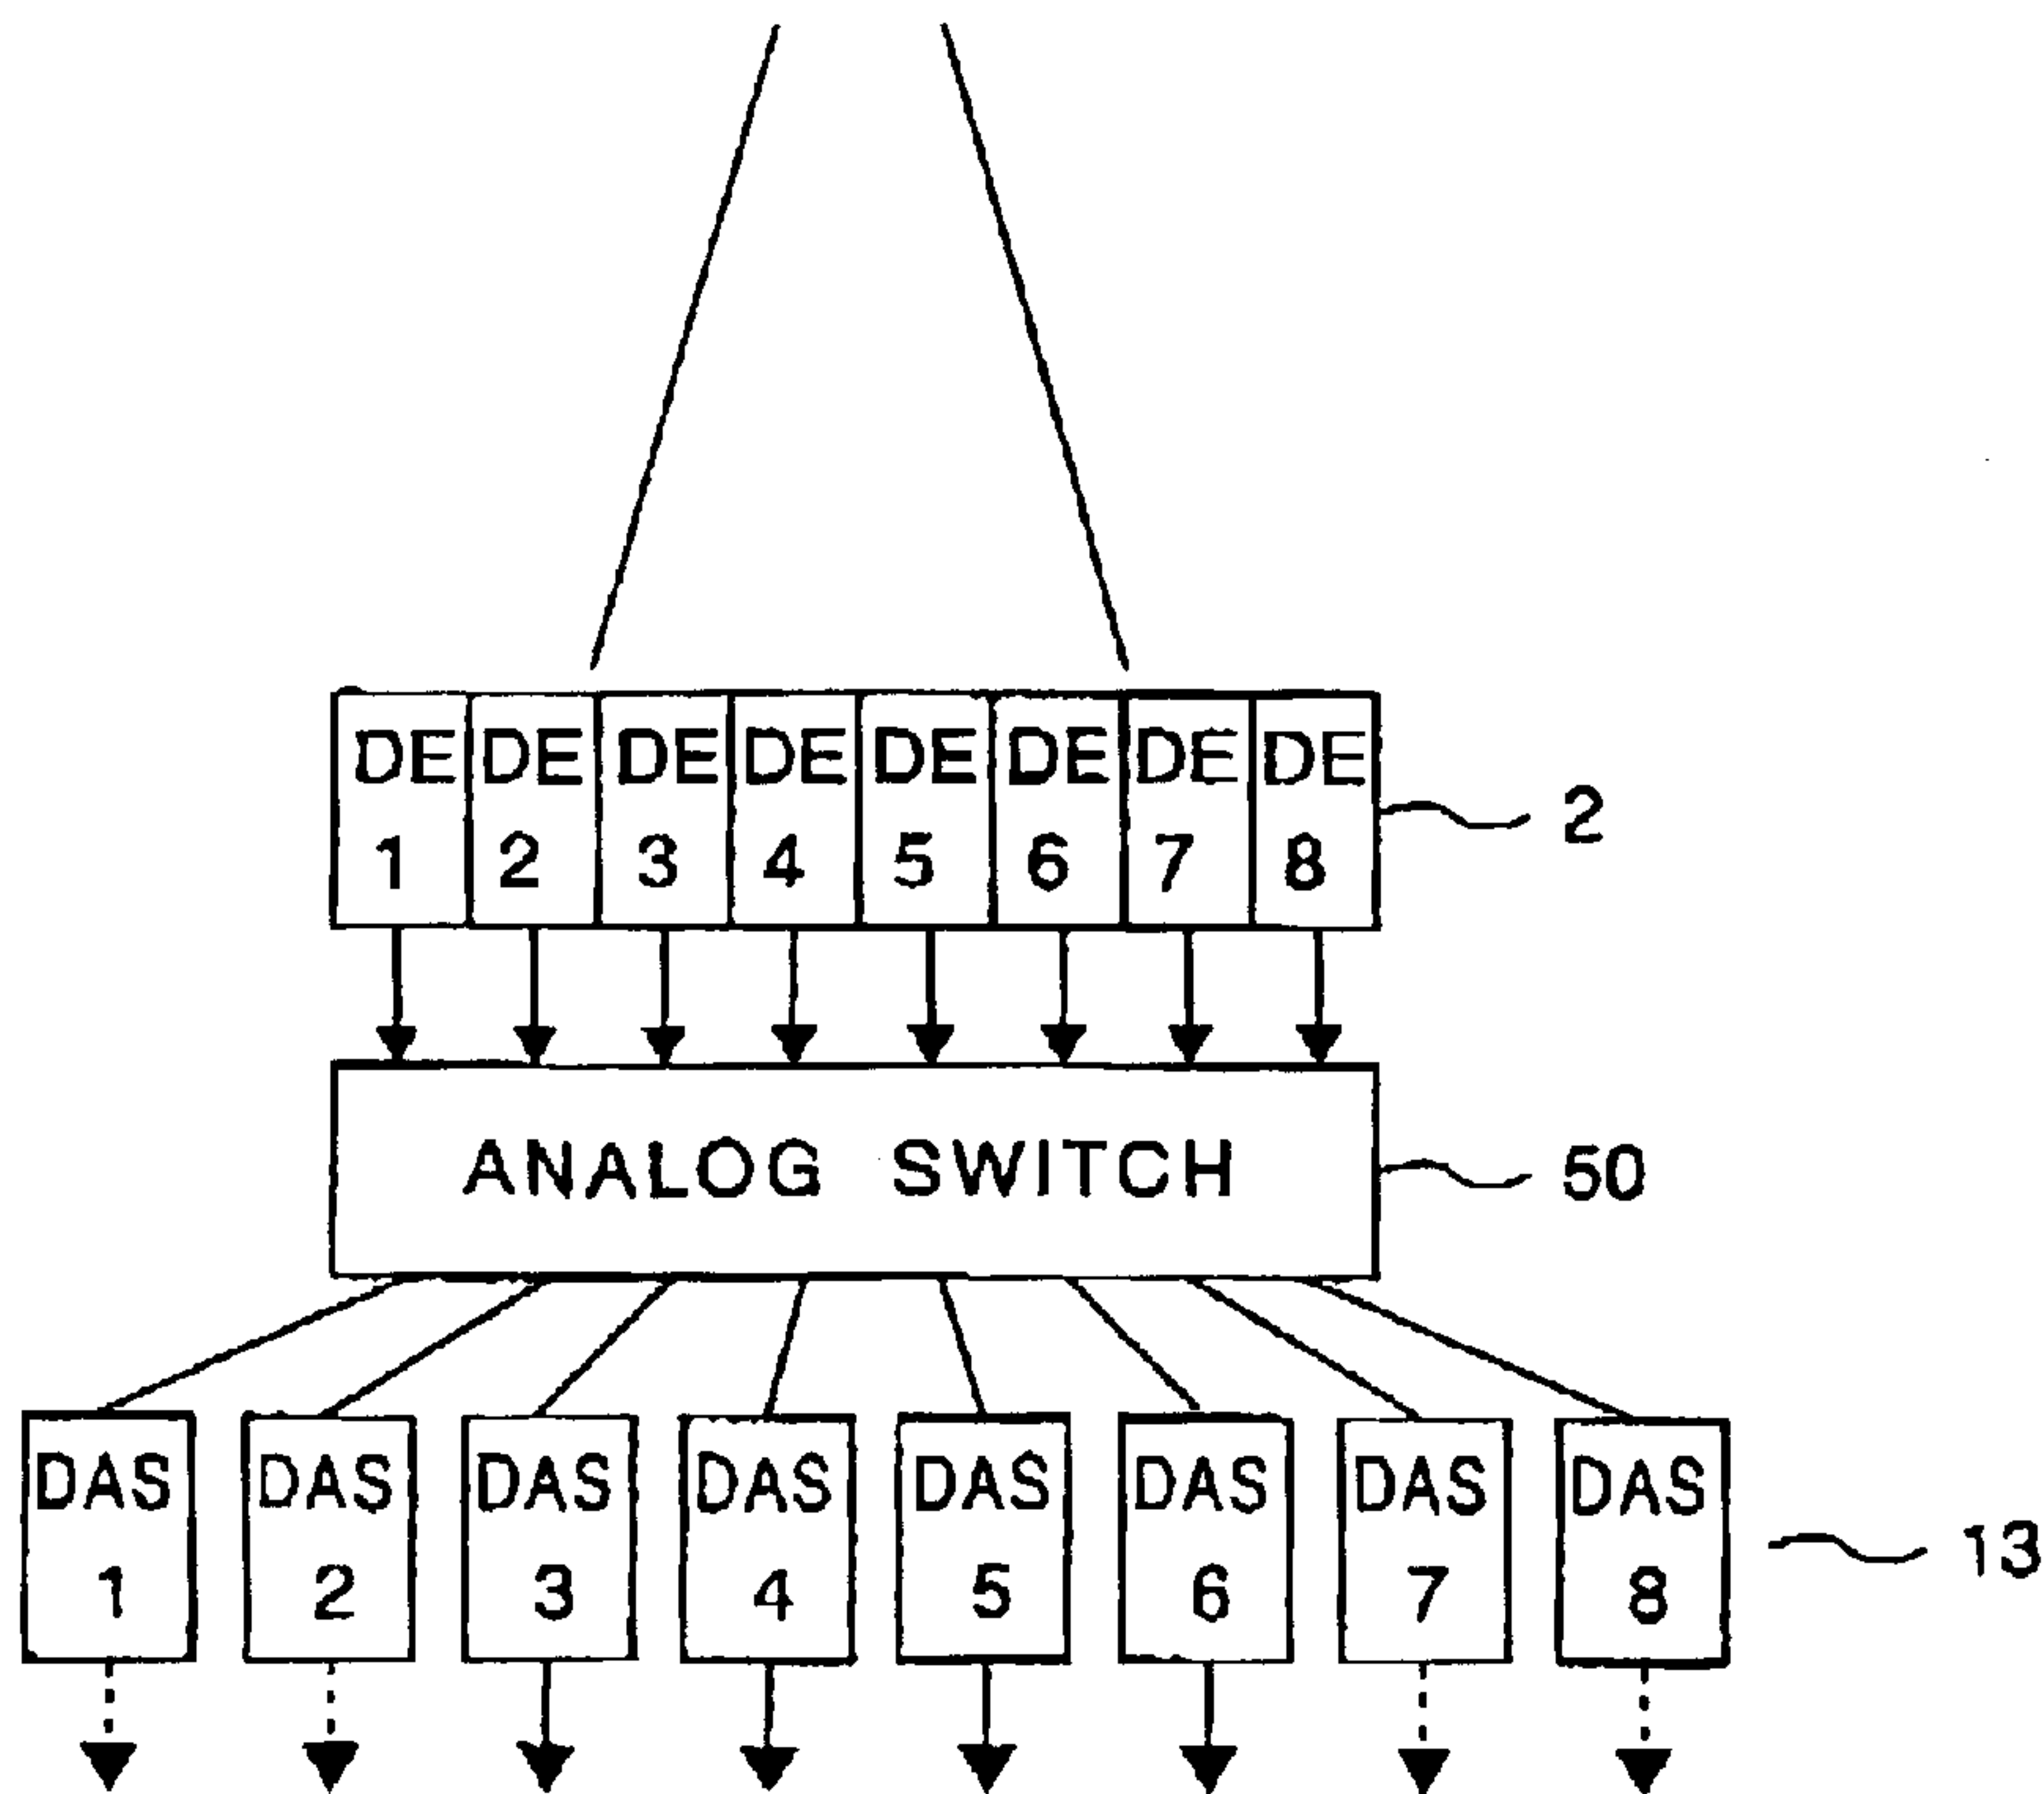 DE DE DE DE DE DE DE DE
1 2 3 4 5 6 7 8
2
ANALOG SWITCH
50
DAS DAS DAS DAS DAS DAS DAS DAS
1 2 3 4 5 6 7 8
13